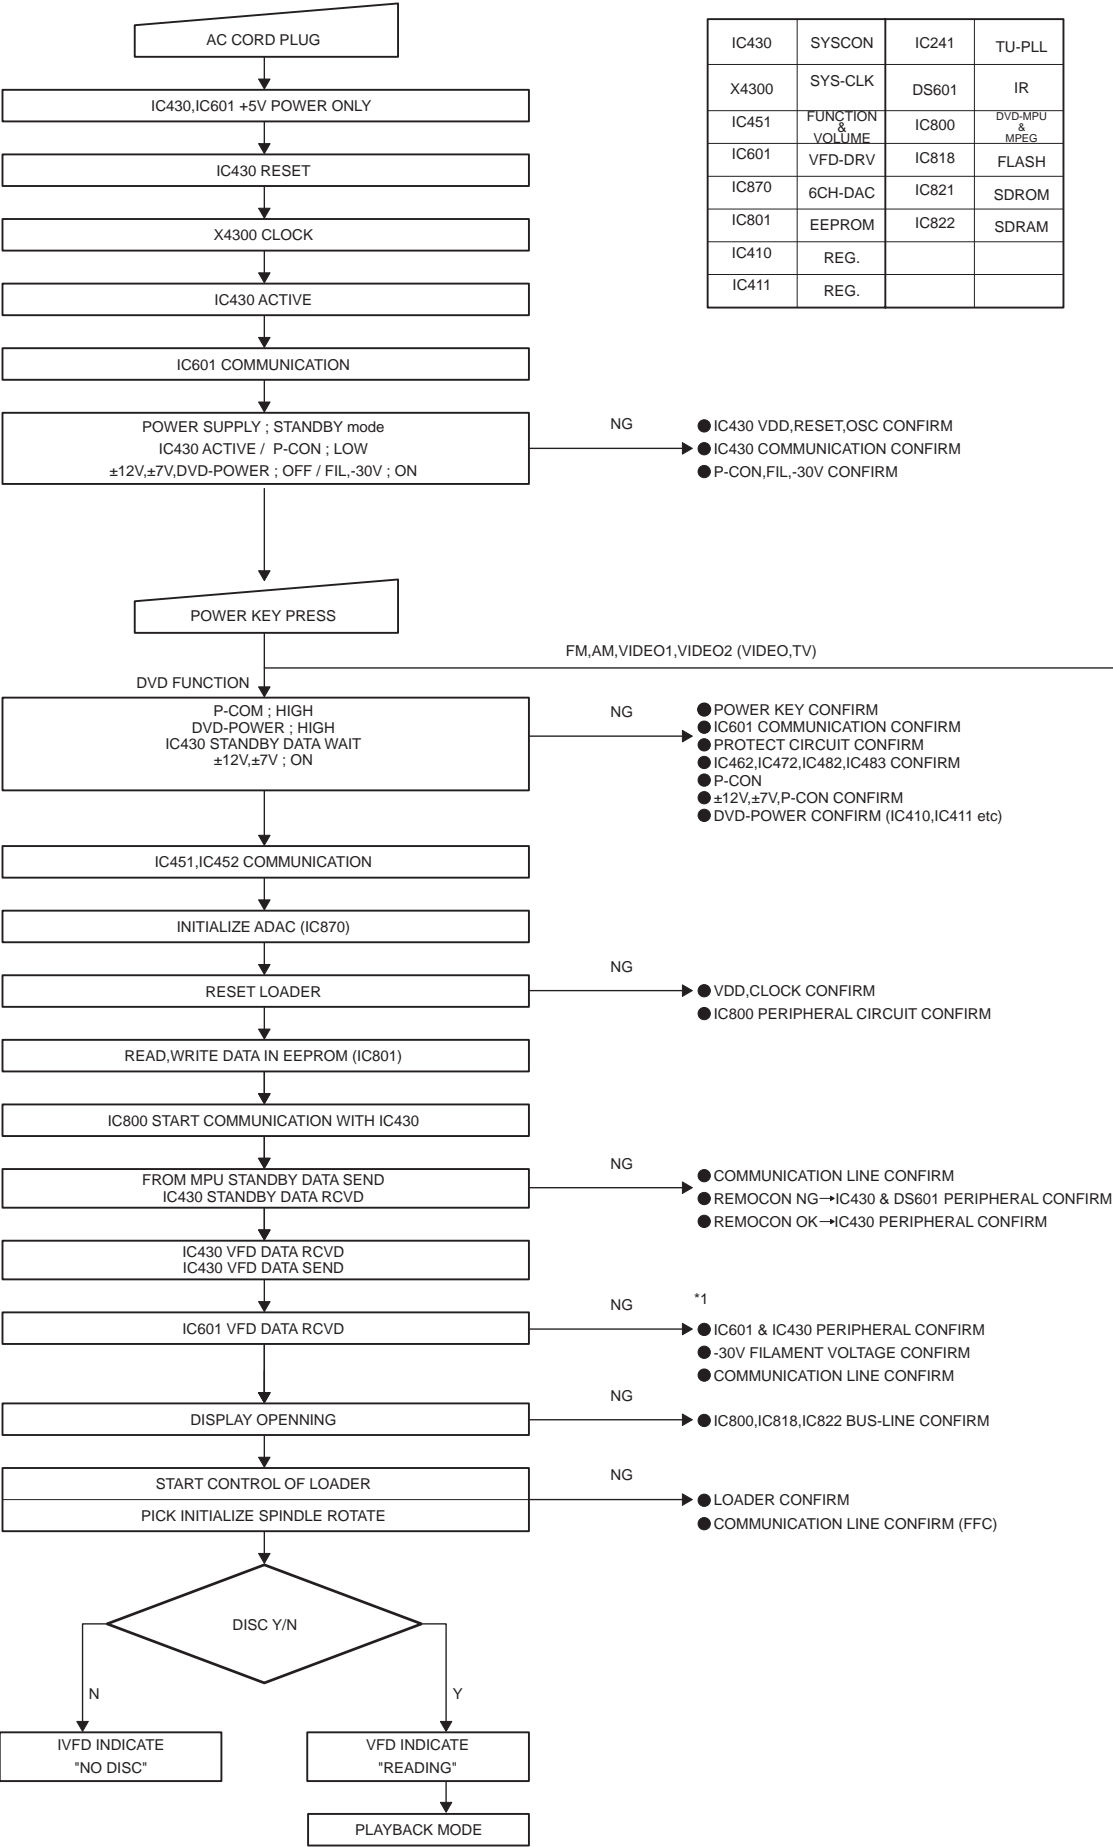 AC CORD PLUG
IC430,IC601 +5V POWER ONLY
IC430 RESET
X4300 CLOCK
IC430 ACTIVE
IC601 COMMUNICATION
IC430 SYSCON IC241 TU-PLL
X4300 SYS-CLK DS601 IR
IC451 FUNCTION & VOLUME IC800 DVD-MPU & MPEG
IC601 VFD-DRV IC818 FLASH
IC870 6CH-DAC IC821 SDROM
IC801 EEPROM IC822 SDRAM
IC410 REG.
IC411 REG.
POWER SUPPLY ; STANDBY mode
IC430 ACTIVE / P-CON ; LOW
±12V,±7V,DVD-POWER ; OFF / FIL,-30V ; ON
NG
●IC430 VDD,RESET,OSC CONFIRM
●IC430 COMMUNICATION CONFIRM
●P-CON,FIL,-30V CONFIRM
POWER KEY PRESS
FM,AM,VIDEO1,VIDEO2 (VIDEO,TV)
DVD FUNCTION
P-COM ; HIGH
DVD-POWER ; HIGH
IC430 STANDBY DATA WAIT
±12V,±7V ; ON
NG
●POWER KEY CONFIRM
●IC601 COMMUNICATION CONFIRM
●PROTECT CIRCUIT CONFIRM
●IC462,IC472,IC482,IC483 CONFIRM
●P-CON
●±12V,±7V,P-CON CONFIRM
●DVD-POWER CONFIRM (IC410,IC411 etc)
IC451,IC452 COMMUNICATION
INITIALIZE ADAC (IC870)
RESET LOADER
NG
●VDD,CLOCK CONFIRM
●IC800 PERIPHERAL CIRCUIT CONFIRM
READ,WRITE DATA IN EEPROM (IC801)
IC800 START COMMUNICATION WITH IC430
FROM MPU STANDBY DATA SEND
IC430 STANDBY DATA RCVD
NG
●COMMUNICATION LINE CONFIRM
●REMOCON NG→IC430 & DS601 PERIPHERAL CONFIRM
●REMOCON OK→IC430 PERIPHERAL CONFIRM
IC430 VFD DATA RCVD
IC430 VFD DATA SEND
IC601 VFD DATA RCVD
NG
*1
●IC601 & IC430 PERIPHERAL CONFIRM
●-30V FILAMENT VOLTAGE CONFIRM
●COMMUNICATION LINE CONFIRM
DISPLAY OPENNING
NG
●IC800,IC818,IC822 BUS-LINE CONFIRM
START CONTROL OF LOADER
PICK INITIALIZE SPINDLE ROTATE
NG
●LOADER CONFIRM
●COMMUNICATION LINE CONFIRM (FFC)
DISC Y/N
N
Y
IVFD INDICATE
"NO DISC"
VFD INDICATE
"READING"
PLAYBACK MODE